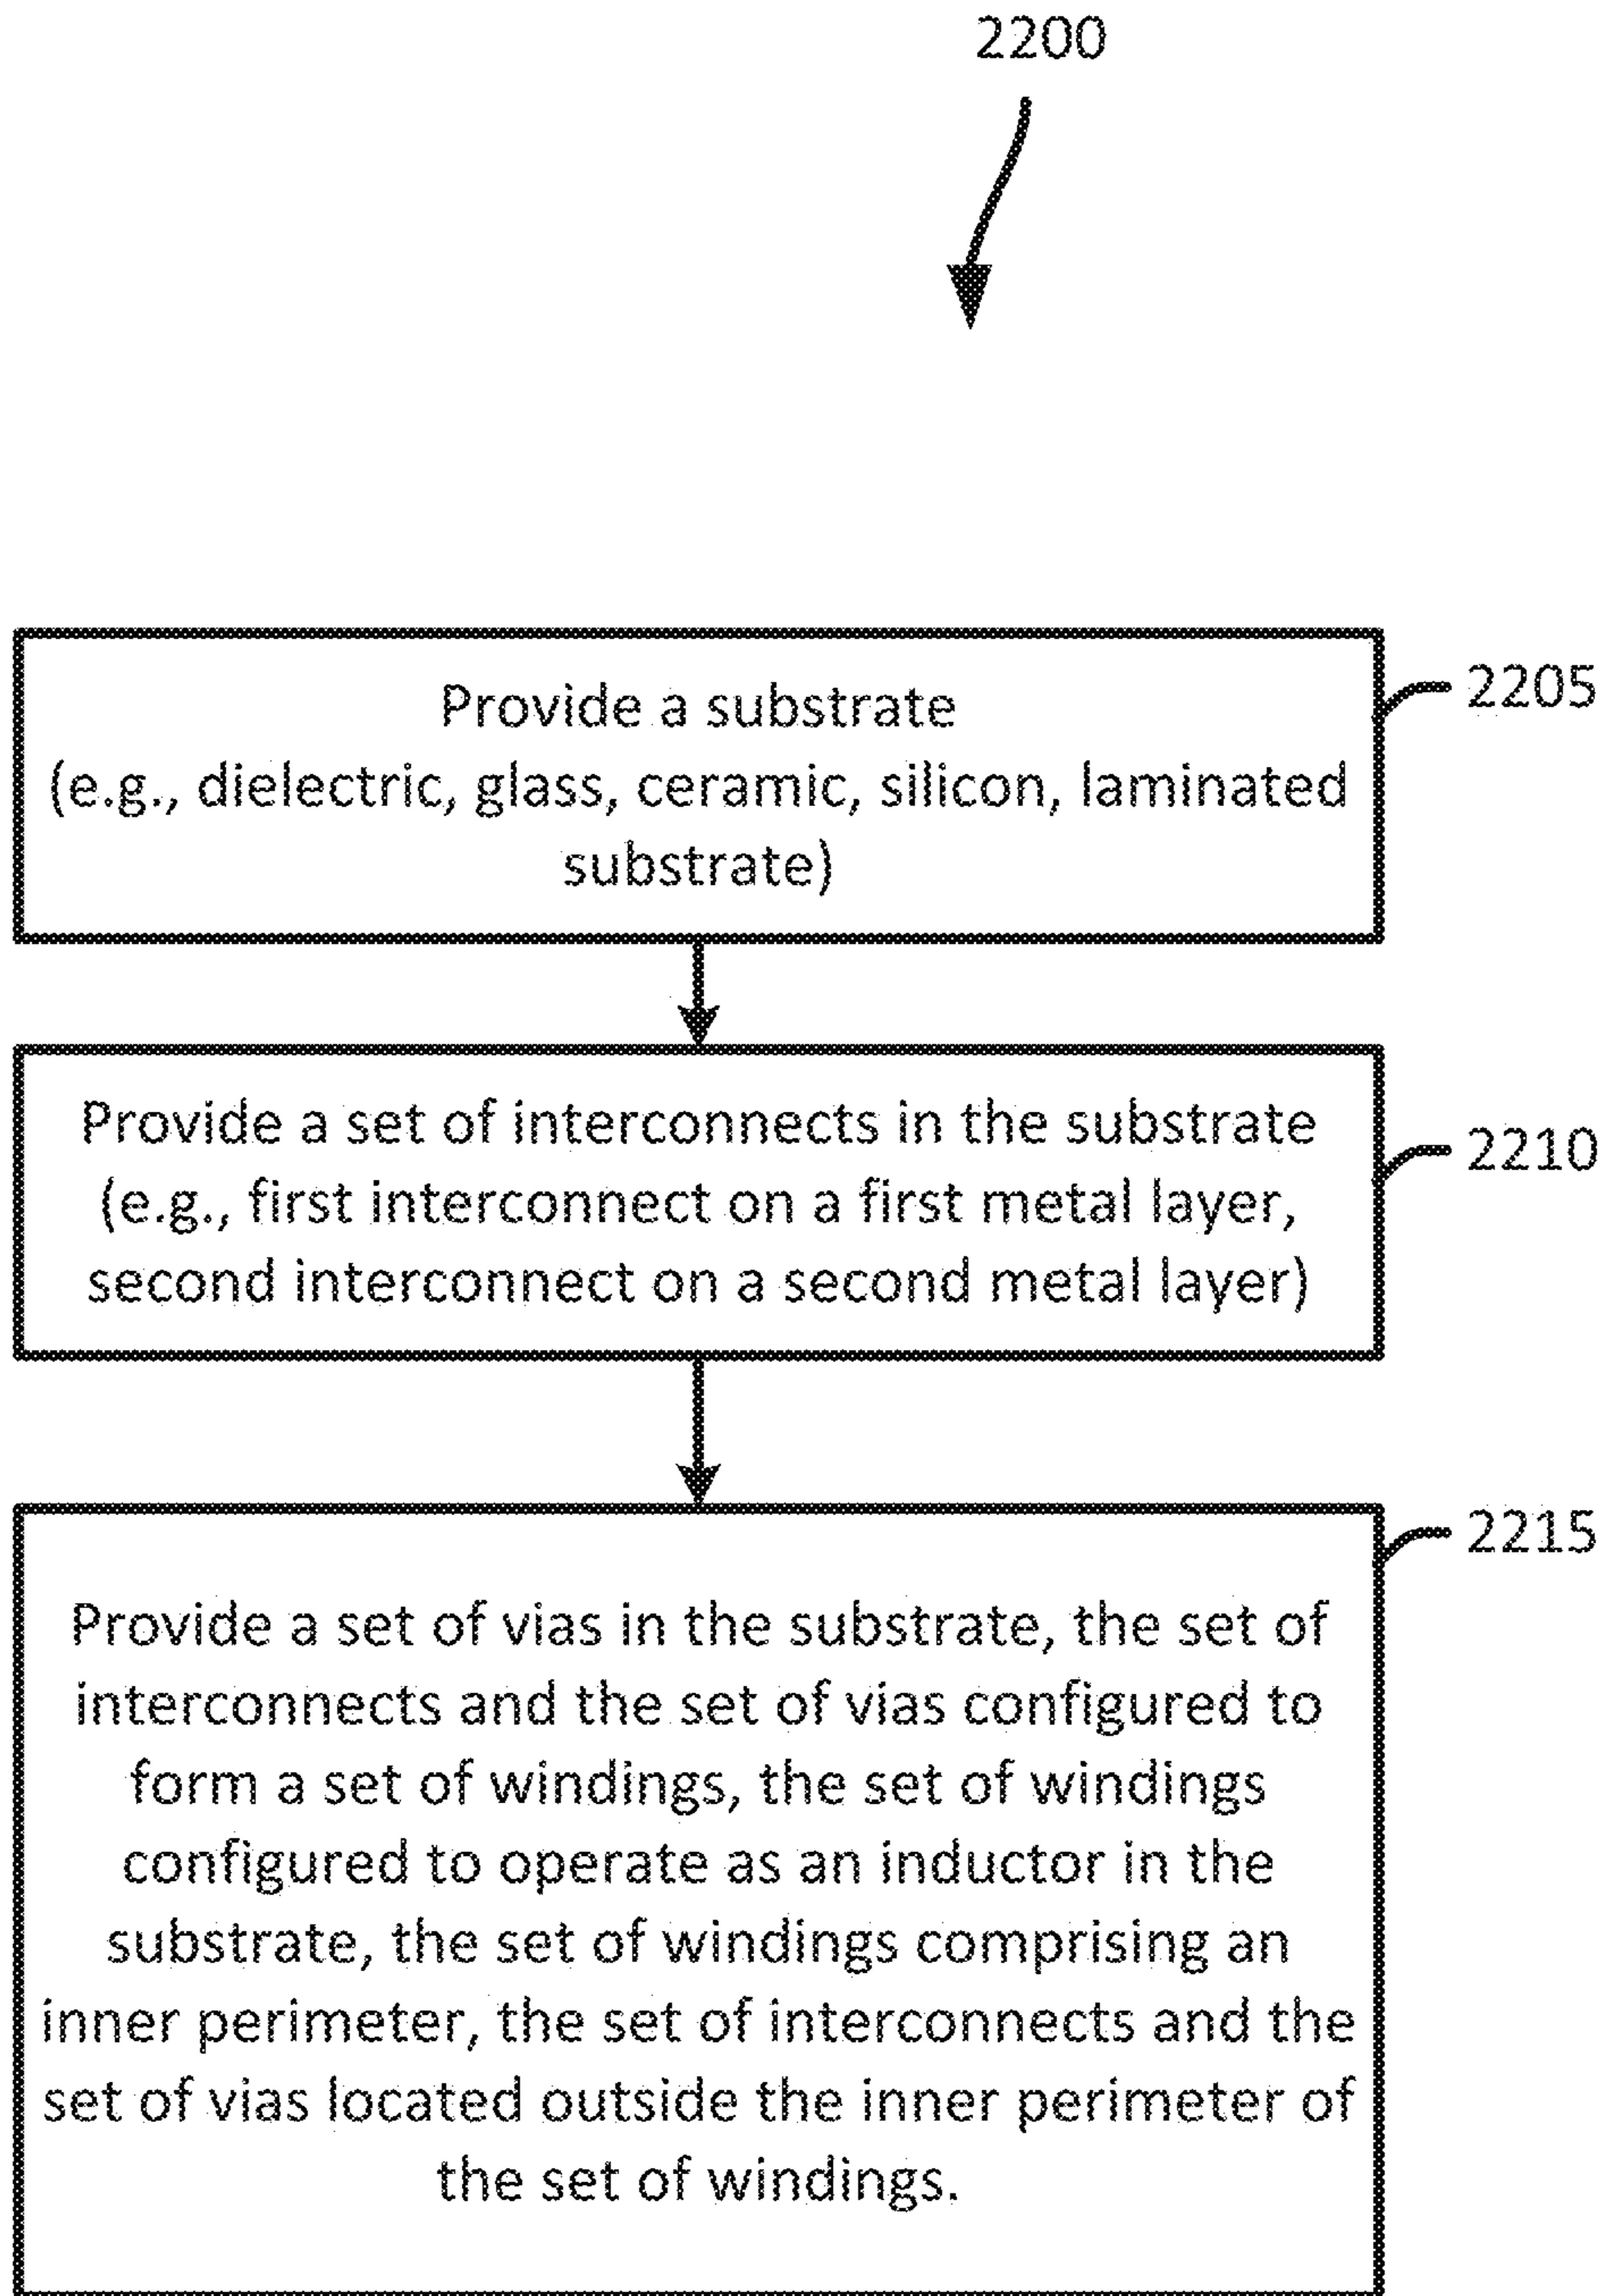 2200
Provide a substrate
(e.g., dielectric, glass, ceramic, silicon, laminated
substrate)
2205
Provide a set of interconnects in the substrate
(e.g., first interconnect on a first metal layer,
second interconnect on a second metal layer)
2210
Provide a set of vias in the substrate, the set of
interconnects and the set of vias configured to
form a set of windings, the set of windings
configured to operate as an inductor in the
substrate, the set of windings comprising an
inner perimeter, the set of interconnects and the
set of vias located outside the inner perimeter of
the set of windings.
2215